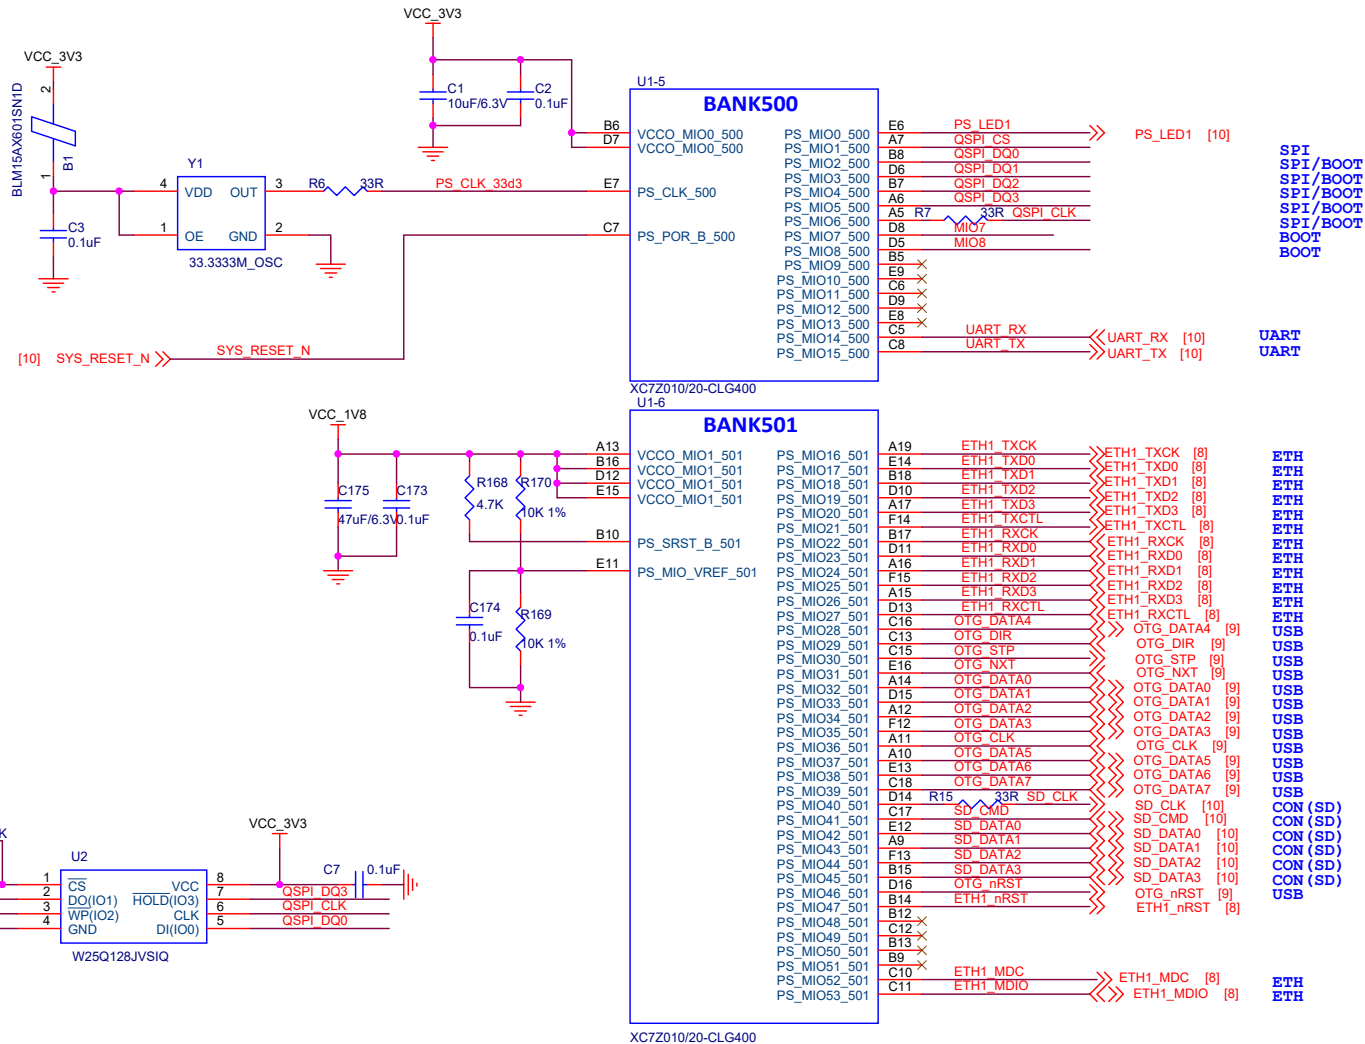 VCC_3V3
VCC_3V3
BLM15AX601SN1D
2
1
B1
C3
0.1uF
Y1
4 VDD OUT 3
1 OE GND 2
33.3333M_OSC
R6 33R PS_CLK_33d3
C1
10uF/6.3V
C2
0.1uF
[10] SYS_RESET_N SYS_RESET_N
U1-5
BANK500
B6 VCCO_MIO0_500
D7 VCCO_MIO0_500
E7 PS_CLK_500
C7 PS_POR_B_500
PS_MIO0_500 E6 PS_LED1 PS_LED1 [10]
PS_MIO1_500 A7 QSPI_CS SPI
PS_MIO2_500 B8 QSPI_DQ0 SPI/BOOT
PS_MIO3_500 D6 QSPI_DQ1 SPI/BOOT
PS_MIO4_500 B7 QSPI_DQ2 SPI/BOOT
PS_MIO5_500 A6 QSPI_DQ3 SPI/BOOT
PS_MIO6_500 A5 R7 33R QSPI_CLK SPI/BOOT
PS_MIO7_500 D8 MIO7 BOOT
PS_MIO8_500 D5 MIO8 BOOT
PS_MIO9_500 B5
PS_MIO10_500 E9
PS_MIO11_500 C6
PS_MIO12_500 D9
PS_MIO13_500 E8
PS_MIO14_500 C5 UART_RX UART_RX [10] UART
PS_MIO15_500 C8 UART_TX UART_TX [10] UART
XC7Z010/20-CLG400
U1-6
BANK501
VCC_1V8
C175
47uF/6.3V
C173
0.1uF
R168
4.7K
R170
10K 1%
C174
0.1uF
R169
10K 1%
A13 VCCO_MIO1_501
B16 VCCO_MIO1_501
D12 VCCO_MIO1_501
E15 VCCO_MIO1_501
B10 PS_SRST_B_501
E11 PS_MIO_VREF_501
PS_MIO16_501 A19 ETH1_TXCK ETH1_TXCK [8] ETH
PS_MIO17_501 E14 ETH1_TXD0 ETH1_TXD0 [8] ETH
PS_MIO18_501 B18 ETH1_TXD1 ETH1_TXD1 [8] ETH
PS_MIO19_501 D10 ETH1_TXD2 ETH1_TXD2 [8] ETH
PS_MIO20_501 A17 ETH1_TXD3 ETH1_TXD3 [8] ETH
PS_MIO21_501 F14 ETH1_TXCTL ETH1_TXCTL [8] ETH
PS_MIO22_501 B17 ETH1_RXCK ETH1_RXCK [8] ETH
PS_MIO23_501 D11 ETH1_RXD0 ETH1_RXD0 [8] ETH
PS_MIO24_501 A16 ETH1_RXD1 ETH1_RXD1 [8] ETH
PS_MIO25_501 F15 ETH1_RXD2 ETH1_RXD2 [8] ETH
PS_MIO26_501 A15 ETH1_RXD3 ETH1_RXD3 [8] ETH
PS_MIO27_501 D13 ETH1_RXCTL ETH1_RXCTL [8] ETH
PS_MIO28_501 C16 OTG_DATA4 OTG_DATA4 [9] USB
PS_MIO29_501 C13 OTG_DIR OTG_DIR [9] USB
PS_MIO30_501 C15 OTG_STP OTG_STP [9] USB
PS_MIO31_501 E16 OTG_NXT OTG_NXT [9] USB
PS_MIO32_501 A14 OTG_DATA0 OTG_DATA0 [9] USB
PS_MIO33_501 D15 OTG_DATA1 OTG_DATA1 [9] USB
PS_MIO34_501 A12 OTG_DATA2 OTG_DATA2 [9] USB
PS_MIO35_501 F12 OTG_DATA3 OTG_DATA3 [9] USB
PS_MIO36_501 A11 OTG_CLK OTG_CLK [9] USB
PS_MIO37_501 A10 OTG_DATA5 OTG_DATA5 [9] USB
PS_MIO38_501 E13 OTG_DATA6 OTG_DATA6 [9] USB
PS_MIO39_501 C18 OTG_DATA7 OTG_DATA7 [9] USB
PS_MIO40_501 D14 R15 33R SD_CLK SD_CLK [10] CON(SD)
PS_MIO41_501 C17 SD_CMD SD_CMD [10] CON(SD)
PS_MIO42_501 E12 SD_DATA0 SD_DATA0 [10] CON(SD)
PS_MIO43_501 A9 SD_DATA1 SD_DATA1 [10] CON(SD)
PS_MIO44_501 F13 SD_DATA2 SD_DATA2 [10] CON(SD)
PS_MIO45_501 B15 SD_DATA3 SD_DATA3 [10] CON(SD)
PS_MIO46_501 D16 OTG_nRST OTG_nRST [9] USB
PS_MIO47_501 B14 ETH1_nRST ETH1_nRST [8]
PS_MIO48_501 B12
PS_MIO49_501 C12
PS_MIO50_501 B13
PS_MIO51_501 B9
PS_MIO52_501 C10 ETH1_MDC ETH1_MDC [8] ETH
PS_MIO53_501 C11 ETH1_MDIO ETH1_MDIO [8] ETH
XC7Z010/20-CLG400
K
VCC_3V3
U2
C7 0.1uF
1 CS VCC 8
2 DO(IO1) HOLD(IO3) 7 QSPI_DQ3
3 WP(IO2) CLK 6 QSPI_CLK
4 GND DI(IO0) 5 QSPI_DQ0
W25Q128JVSIQ